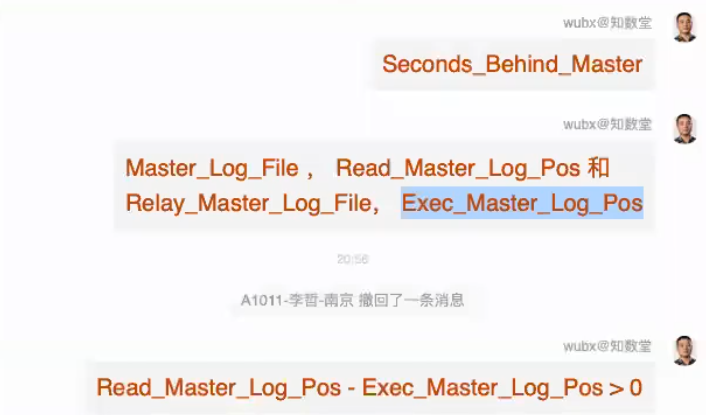 wubx@知数堂
Seconds_Behind_Master
wubx@知数堂
Master_Log_File ， Read_Master_Log_Pos 和
Relay_Master_Log_File， Exec_Master_Log_Pos
20:56
A1011-李哲-南京 撤回了一条消息
wubx@知数堂
Read_Master_Log_Pos - Exec_Master_Log_Pos > 0